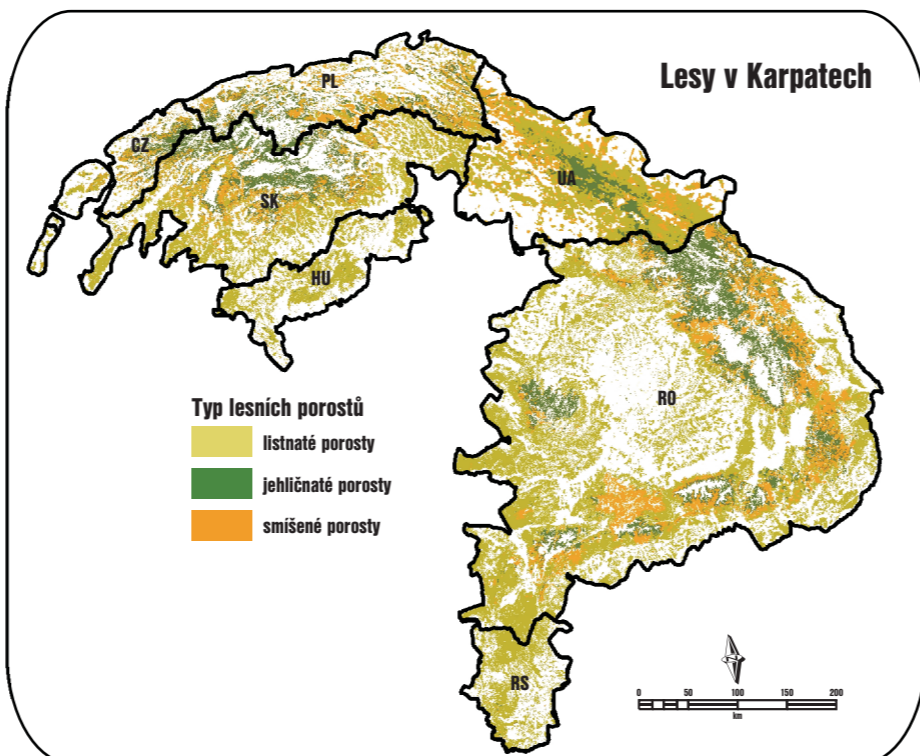 Lesy v Karpatech
PL
CZ
UA
SK
HU
RO
Typ lesních porostů
listnaté porosty
jehličnaté porosty
smíšené porosty
RS
N
0 50 100 150 200
km